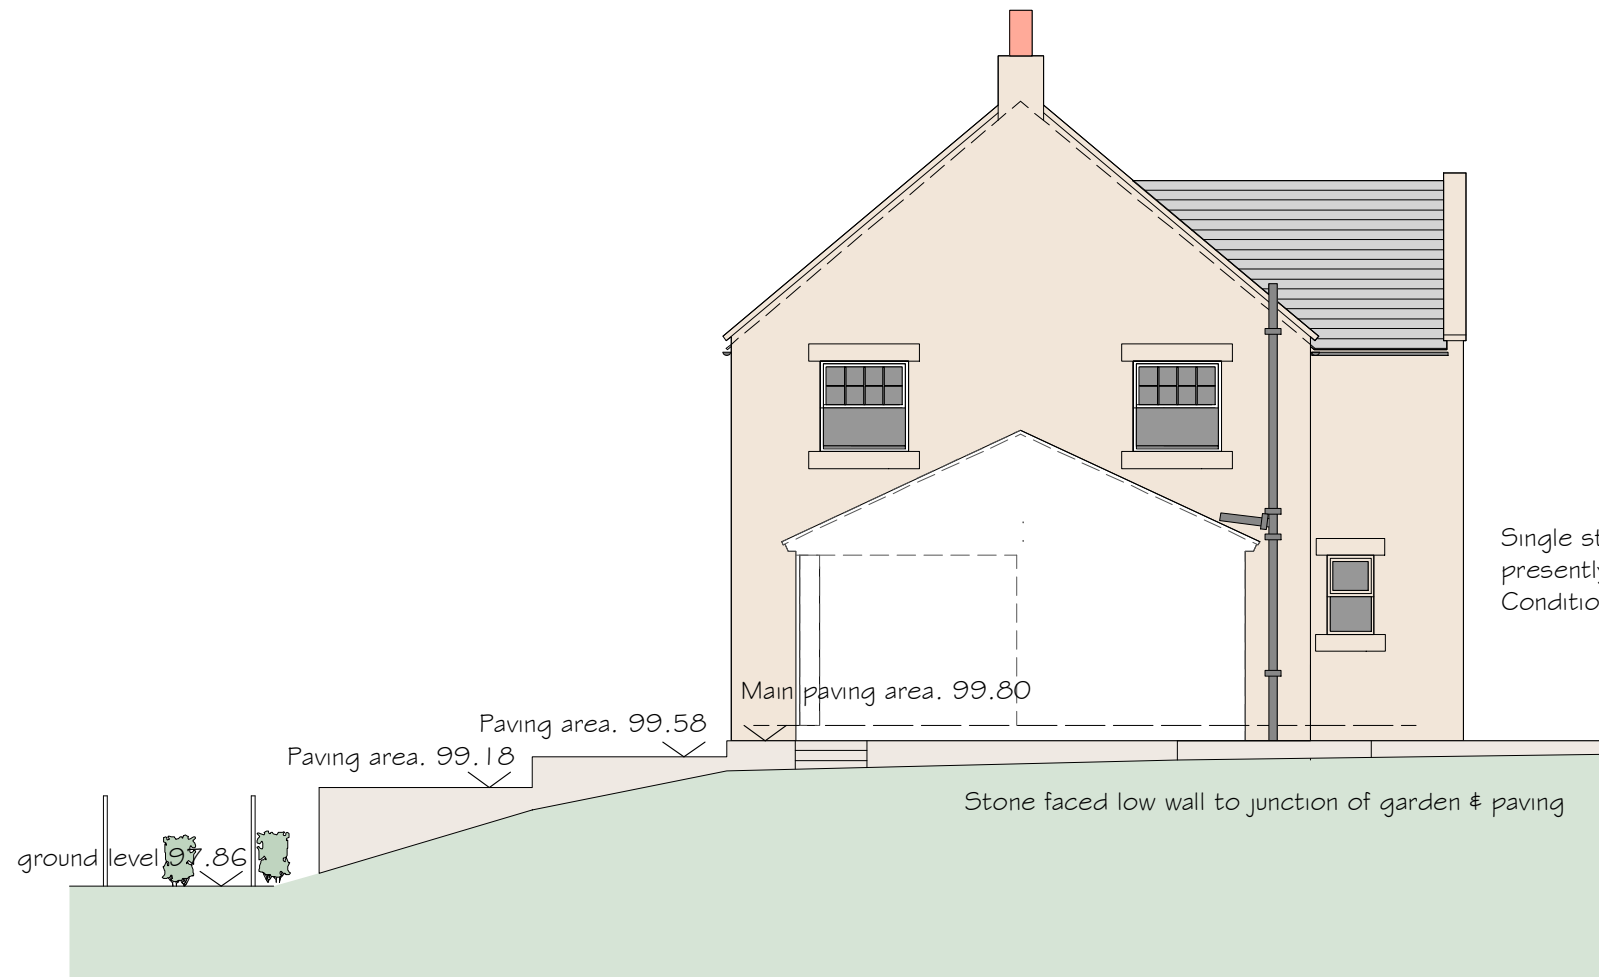 Single st
presently
Conditio
Main paving area. 99.80
Paving area. 99.58
Paving area. 99.18
Stone faced low wall to junction of garden & paving
ground level 97.86